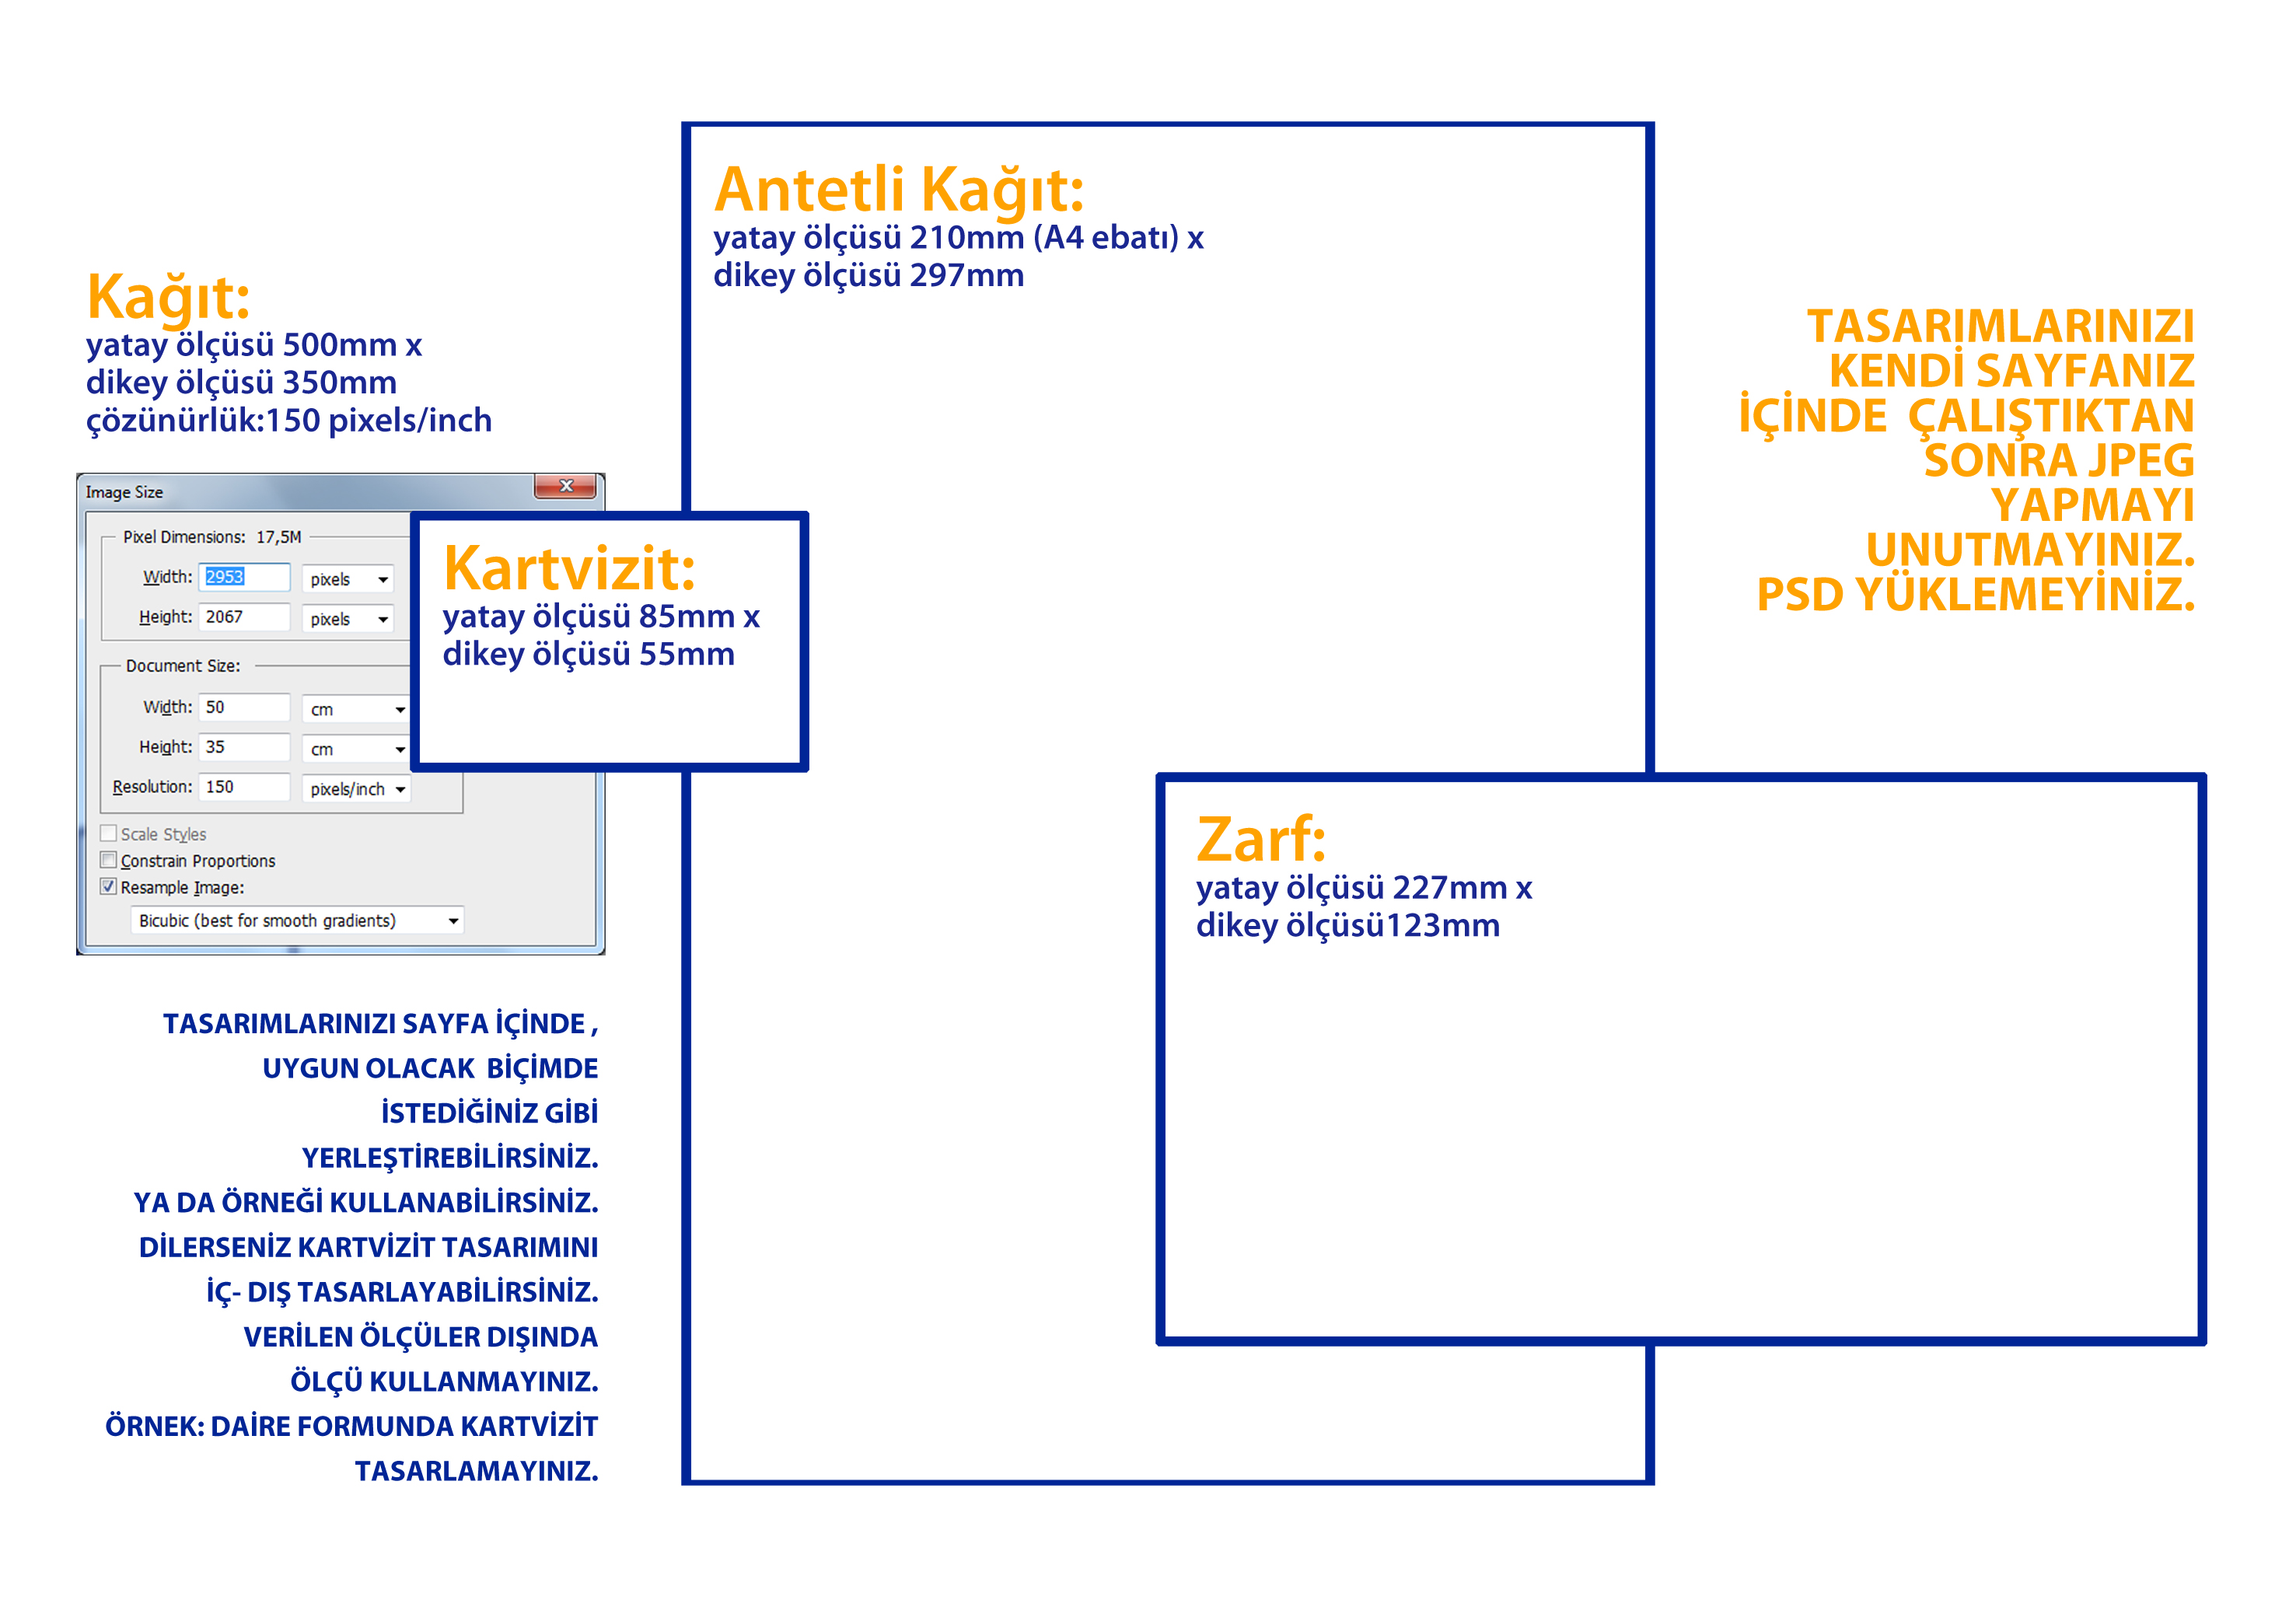 Kağıt:
yatay ölçüsü 500mm x
dikey ölçüsü 350mm
çözünürlük:150 pixels/inch
Image Size
Pixel Dimensions: 17,5M
Width: 2953 pixels
Height: 2067 pixels
Document Size:
Width: 50 cm
Height: 35 cm
Resolution: 150 pixels/inch
Scale Styles
Constrain Proportions
Resample Image:
Bicubic (best for smooth gradients)
TASARIMLARINIZI SAYFA İÇİNDE ,
UYGUN OLACAK BİÇİMDE
İSTEDİĞİNİZ GİBİ
YERLEŞTİREBİLİRSİNİZ.
YA DA ÖRNEĞİ KULLANABİLİRSİNİZ.
DİLERSENİZ KARTVİZİT TASARIMINI
İÇ- DIŞ TASARLAYABİLİRSİNİZ.
VERİLEN ÖLÇÜLER DIŞINDA
ÖLÇÜ KULLANMAYINIZ.
ÖRNEK: DAİRE FORMUNDA KARTVİZİT
TASARLAMAYINIZ.
Antetli Kağıt:
yatay ölçüsü 210mm (A4 ebatı) x
dikey ölçüsü 297mm
Kartvizit:
yatay ölçüsü 85mm x
dikey ölçüsü 55mm
Zarf:
yatay ölçüsü 227mm x
dikey ölçüsü123mm
TASARIMLARINIZI
KENDİ SAYFANIZ
İÇİNDE ÇALIŞTIKTAN
SONRA JPEG
YAPMAYI
UNUTMAYINIZ.
PSD YÜKLEMEYİNİZ.